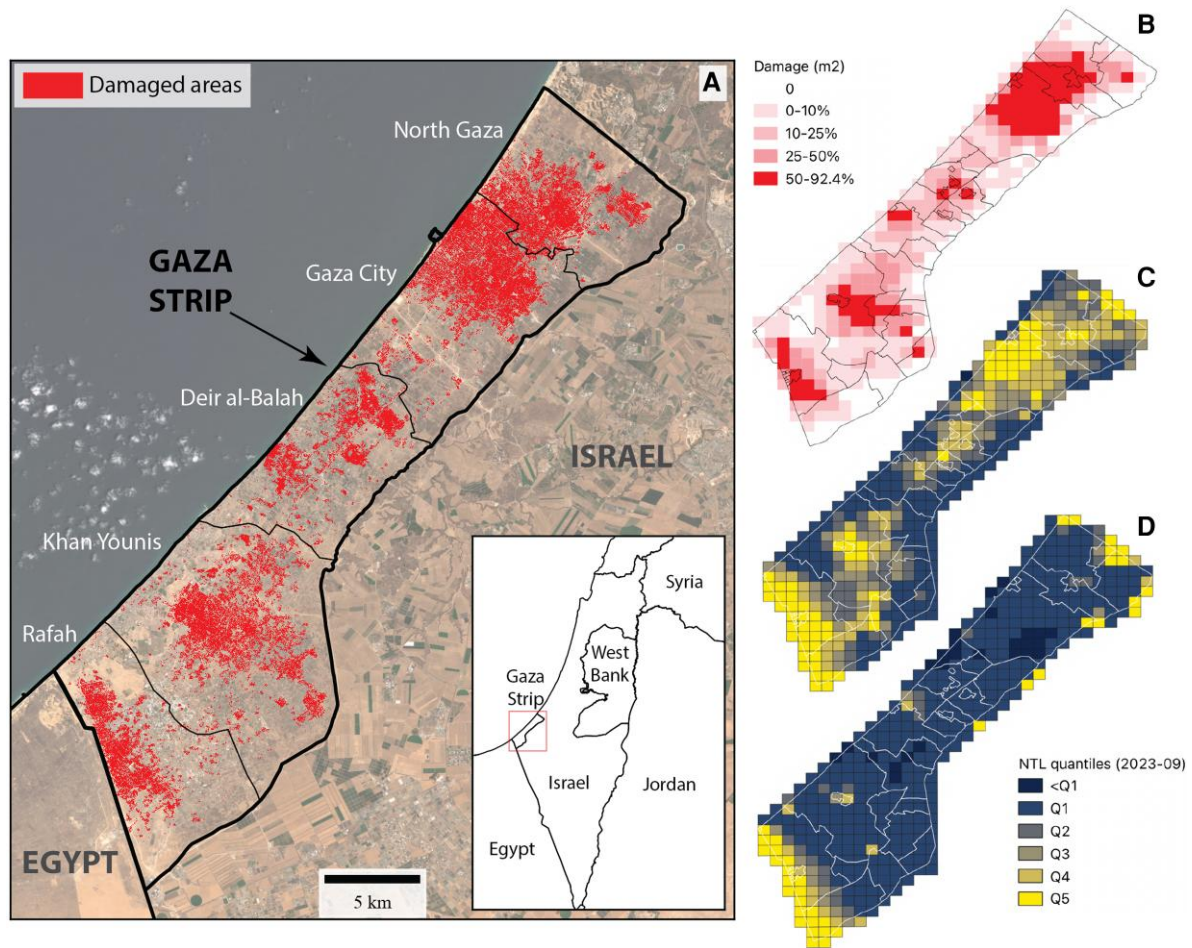 Damaged areas
A
North Gaza
GAZA
STRIP
Gaza City
Deir al-Balah
ISRAEL
Khan Younis
Rafah
EGYPT
5 km
Syria
West
Bank
Gaza
Strip
Israel
Jordan
Egypt
B
Damage (m2)
0
0-10%
10-25%
25-50%
50-92.4%
C
D
NTL quantiles (2023-09)
<Q1
Q1
Q2
Q3
Q4
Q5